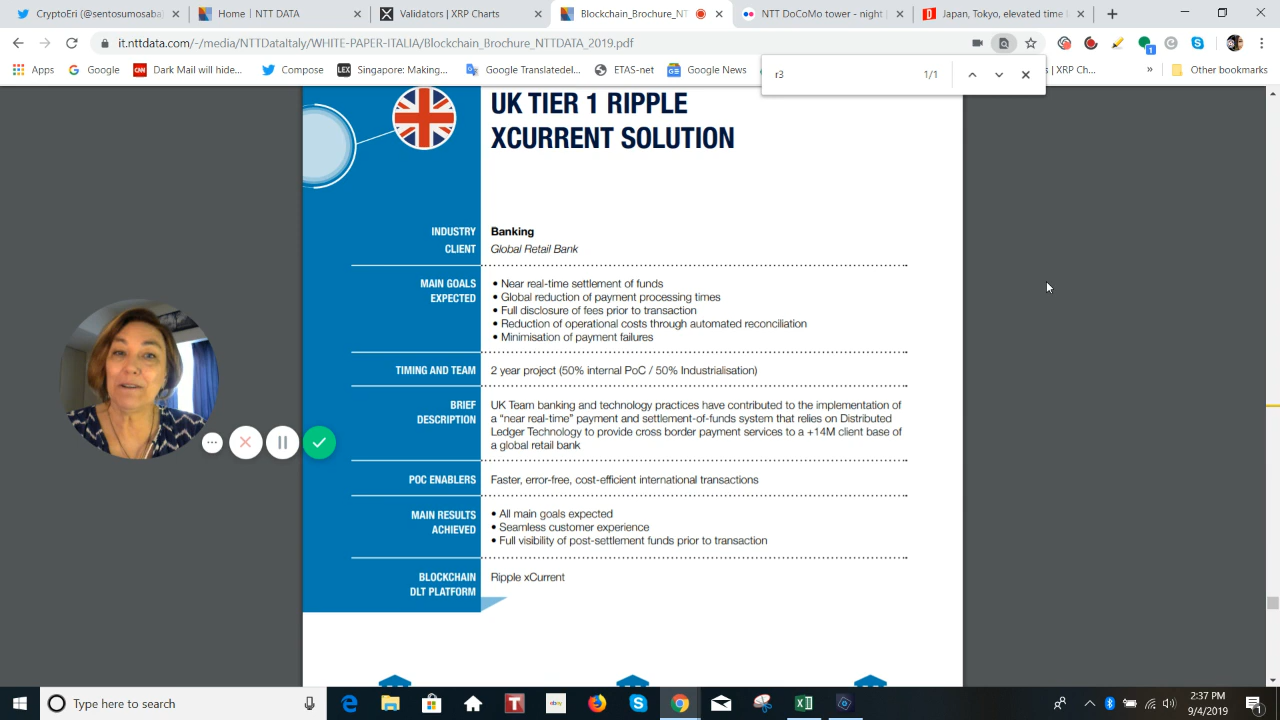 CryptoEri (@sentosumosaba)
Home | NTT DATA
Validators | XRP Charts
Blockchain_Brochure_NT
NTT DoCoMo tower - night
Japan, Tokyo, elevated time l
it.nttdata.com/-/media/NTTDataItaly/WHITE-PAPER-ITALIA/Blockchain_Brochure_NTTDATA_2019.pdf
Apps
Google
Dark Mail will hide...
Compose
Singapore: Making...
Google Translatedel...
ETAS-net
Google News
| XRP Ch...
»
Other bookmarks
r3
1/1
UK TIER 1 RIPPLE
XCURRENT SOLUTION
INDUSTRY Banking
CLIENT Global Retail Bank
MAIN GOALS
EXPECTED
• Near real-time settlement of funds
• Global reduction of payment processing times
• Full disclosure of fees prior to transaction
• Reduction of operational costs through automated reconciliation
• Minimisation of payment failures
TIMING AND TEAM 2 year project (50% internal PoC / 50% Industrialisation)
BRIEF
DESCRIPTION
UK Team banking and technology practices have contributed to the implementation of
a “near real-time” payment and settlement-of-funds system that relies on Distributed
Ledger Technology to provide cross border payment services to a +14M client base of
a global retail bank
POC ENABLERS Faster, error-free, cost-efficient international transactions
MAIN RESULTS
ACHIEVED
• All main goals expected
• Seamless customer experience
• Full visibility of post-settlement funds prior to transaction
BLOCKCHAIN
DLT PLATFORM
Ripple xCurrent
Type here to search
2:37 PM
9/4/2019